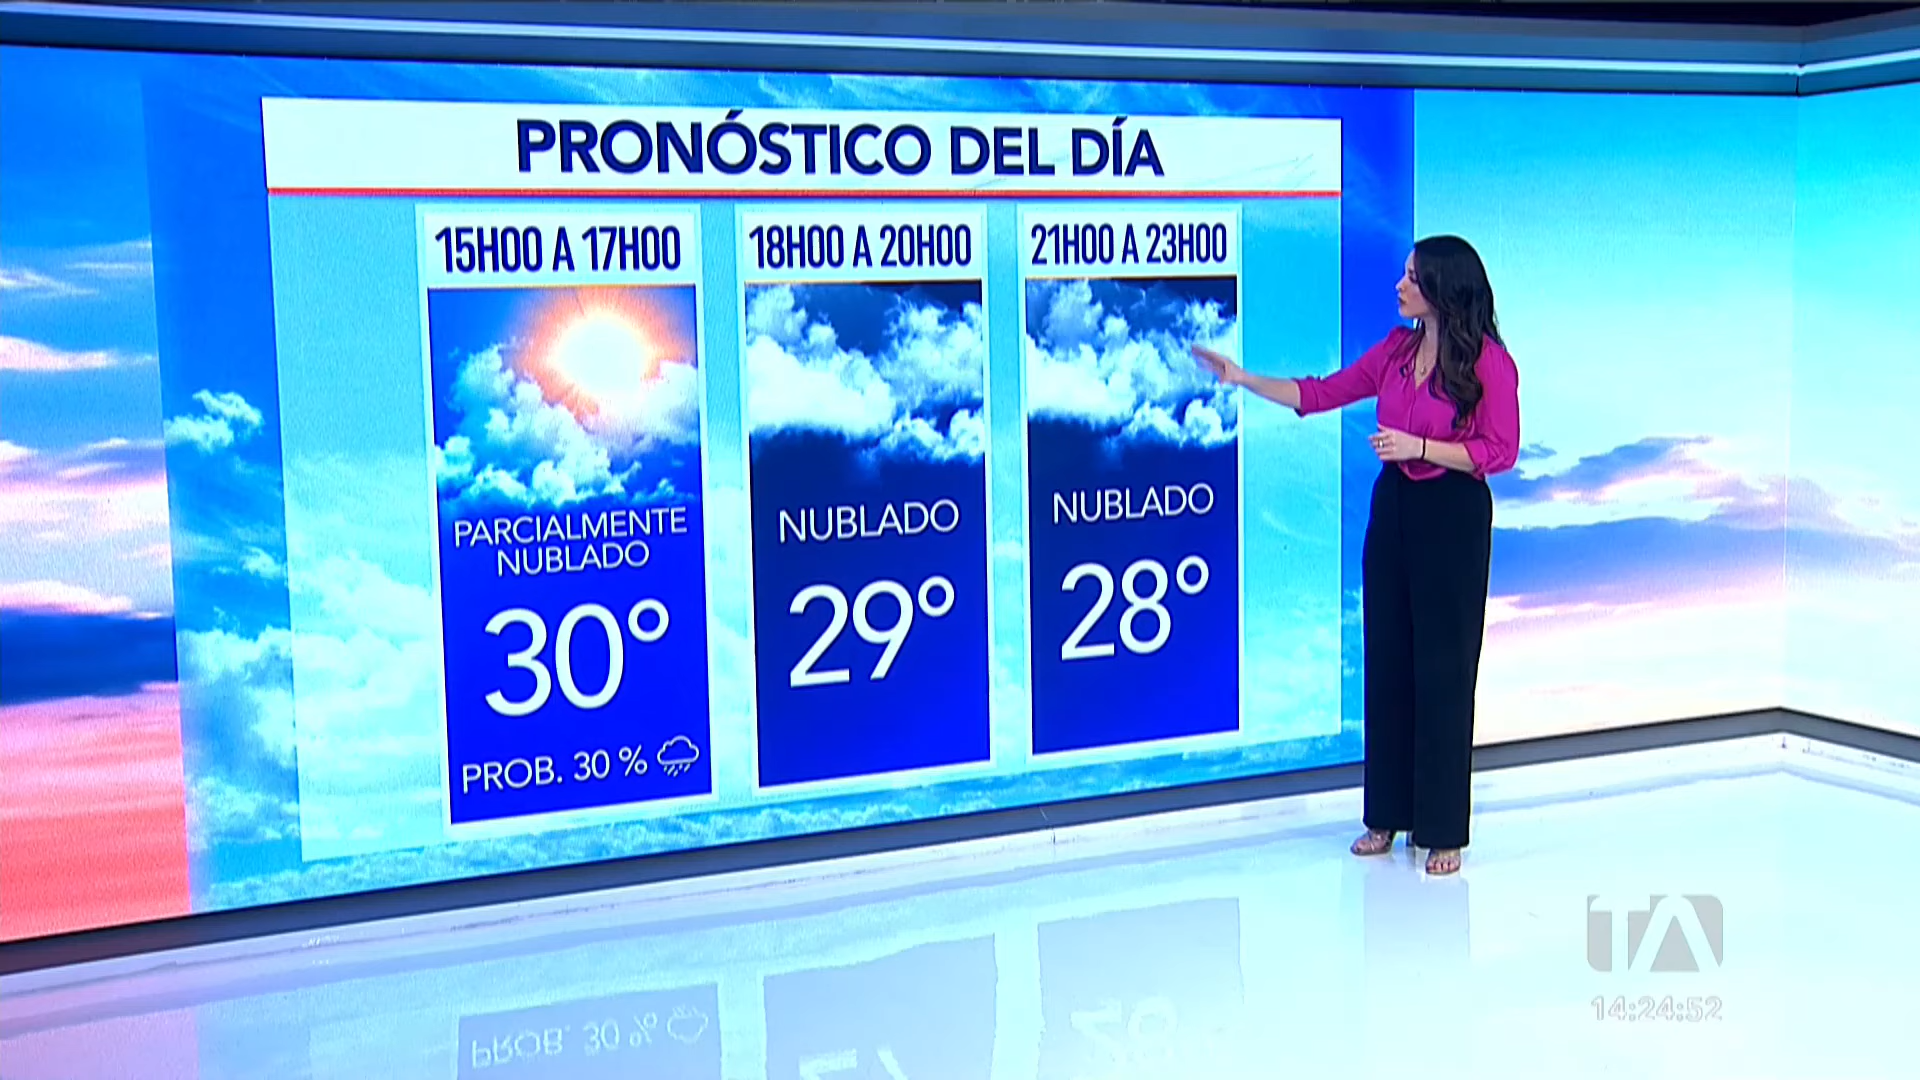 PRONÓSTICO DEL DÍA
15H00 A 17H00
PARCIALMENTE
NUBLADO
30°
PROB. 30 %
18H00 A 20H00
NUBLADO
29°
21H00 A 23H00
NUBLADO
28°
TA
14:24:52